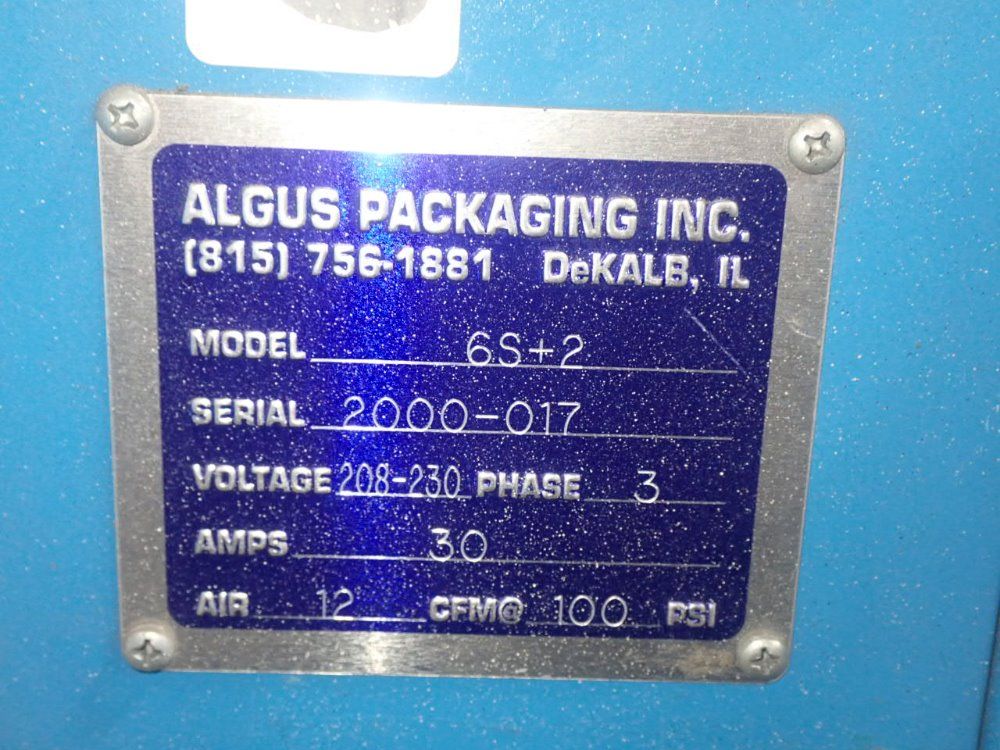 ALGUS PACKAGING INC.
(815) 756-1881 DeKALB, IL
MODEL 6S+2
SERIAL 2000-017
VOLTAGE 208-230 PHASE 3
AMPS 30
AIR 12 CFM@ 100 PSI